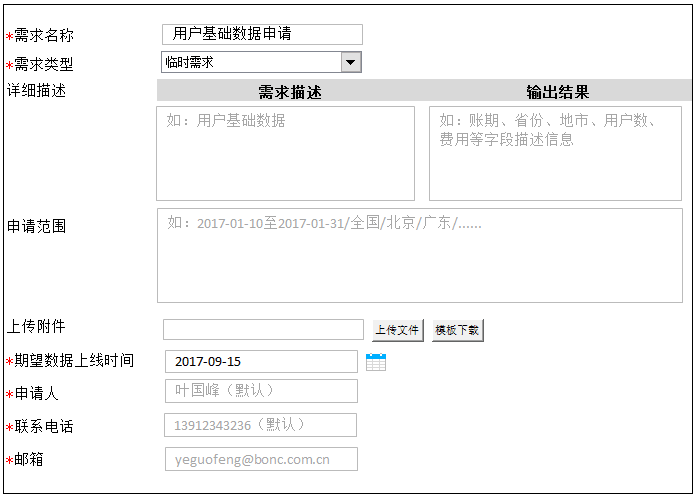 *需求名称 用户基础数据申请
*需求类型 临时需求
详细描述 需求描述 输出结果
如：用户基础数据 如：账期、省份、地市、用户数、
费用等字段描述信息
申请范围 如：2017-01-10至2017-01-31/全国/北京/广东/......
上传附件 上传文件 模板下载
*期望数据上线时间 2017-09-15
*申请人 叶国峰（默认）
*联系电话 13912343236（默认）
*邮箱 yeguofeng@bonc.com.cn